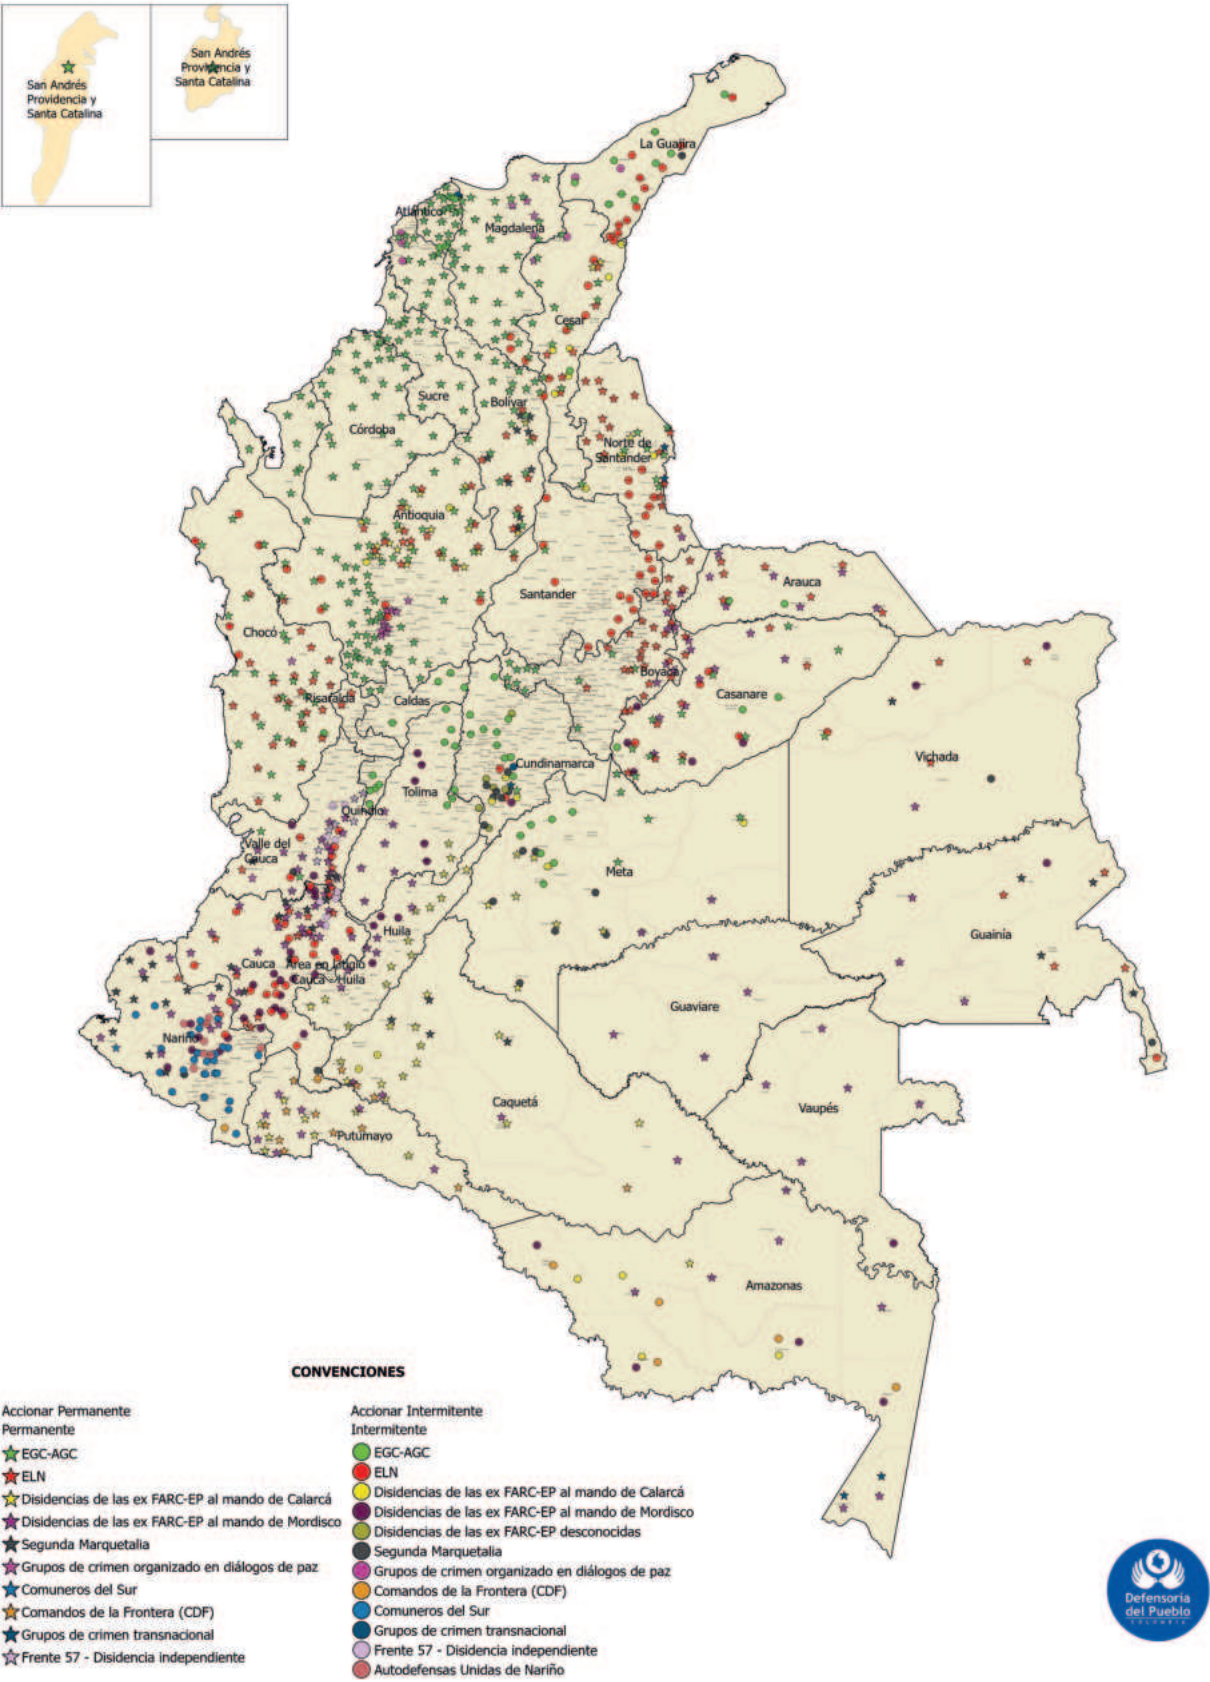 San Andrés
Providencia y
Santa Catalina
San Andrés
Providencia y
Santa Catalina
La Guajira
Atlántico
Magdalena
Cesar
Sucre
Bolívar
Córdoba
Norte de
Santander
Antioquia
Arauca
Santander
Chocó
Boyacá
Risaralda
Caldas
Casanare
Vichada
Cundinamarca
Tolima
Quindío
Valle del
Cauca
Meta
Huila
Guainía
Cauca
Área en Litigio
Cauca - Huila
Guaviare
Nariño
Caquetá
Vaupés
Putumayo
Amazonas
CONVENCIONES
Accionar Permanente
Permanente
EGC-AGC
ELN
Disidencias de las ex FARC-EP al mando de Calarcá
Disidencias de las ex FARC-EP al mando de Mordisco
Segunda Marquetalia
Grupos de crimen organizado en diálogos de paz
Comuneros del Sur
Comandos de la Frontera (CDF)
Grupos de crimen transnacional
Frente 57 - Disidencia independiente
Accionar Intermitente
Intermitente
EGC-AGC
ELN
Disidencias de las ex FARC-EP al mando de Calarcá
Disidencias de las ex FARC-EP al mando de Mordisco
Disidencias de las ex FARC-EP desconocidas
Segunda Marquetalia
Grupos de crimen organizado en diálogos de paz
Comandos de la Frontera (CDF)
Comuneros del Sur
Grupos de crimen transnacional
Frente 57 - Disidencia independiente
Autodefensas Unidas de Nariño
Defensoría
del Pueblo
COLOMBIA